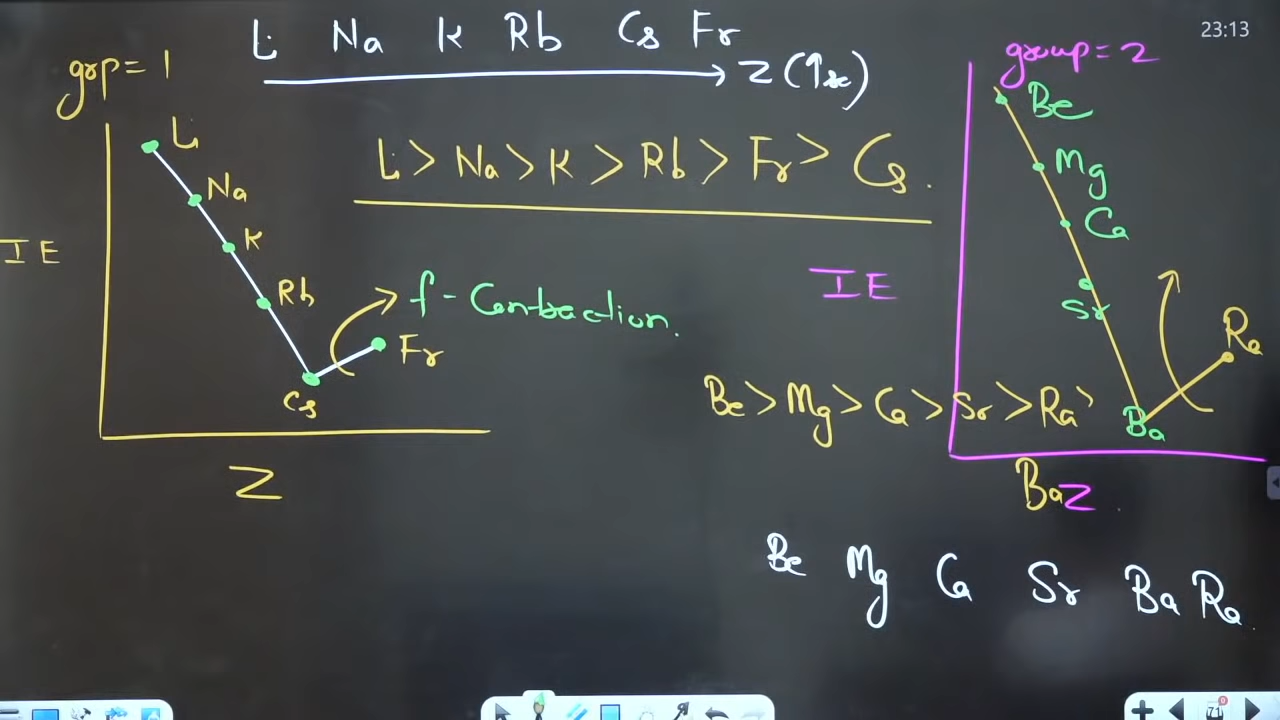 Li Na K Rb Cs Fr
23:13
grp = 1
→ Z (↑se)
group = 2
Li
Be
Li > Na > K > Rb > Fr > Cs.
Mg
Na
Ca
K
IE
IE
Rb
f - Contraction.
Sr
Fr
Ra
Cs
Be > Mg > Ca > Sr > Ra >
Ba
Z
Ba Z
Be Mg Ca Sr Ba Ra
71